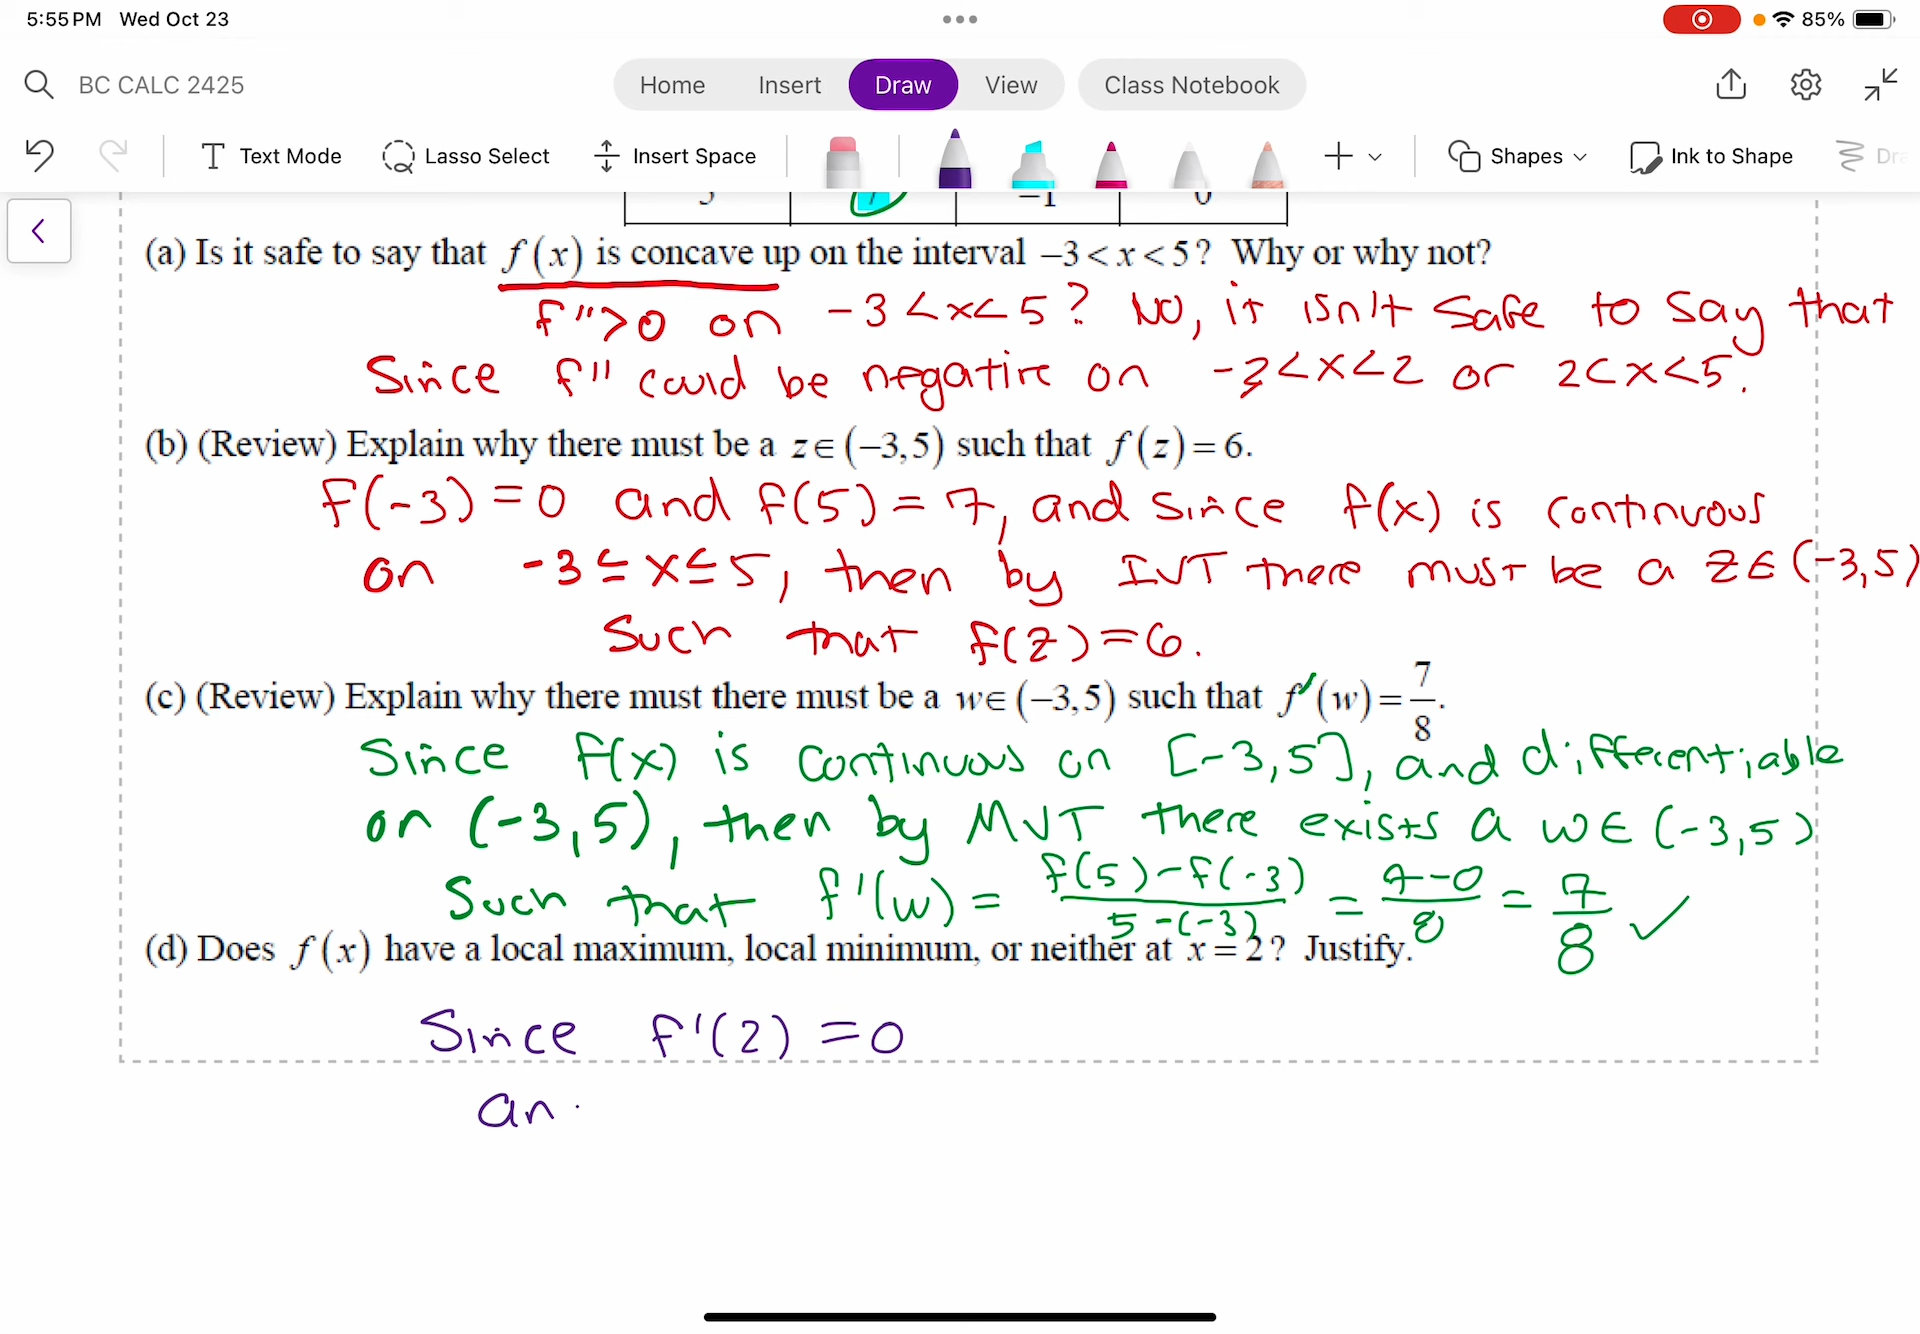 5:55 PM Wed Oct 23
85%
BC CALC 2425
Home Insert Draw View Class Notebook
Text Mode Lasso Select Insert Space Shapes Ink to Shape Dra
7 −1 0
(a) Is it safe to say that f(x) is concave up on the interval −3 < x < 5? Why or why not?
f''>0 on -3<x<5? NO, it isn't safe to say that
Since f'' could be negative on -3<x<2 or 2<x<5.
(b) (Review) Explain why there must be a z∈(−3,5) such that f(z)=6.
f(-3)=0 and f(5)=7, and since f(x) is continuous
on -3≤x≤5, then by IVT there must be a z∈(-3,5)
Such that f(z)=6.
(c) (Review) Explain why there must there must be a w∈(−3,5) such that f'(w)=7/8.
Since f(x) is continuous on [-3,5], and differentiable
on (-3,5), then by MVT there exists a w∈(-3,5)
Such that f'(w) = f(5)-f(-3)/5-(-3) = 7-0/8 = 7/8 ✓
(d) Does f(x) have a local maximum, local minimum, or neither at x=2? Justify.
Since f'(2)=0
an